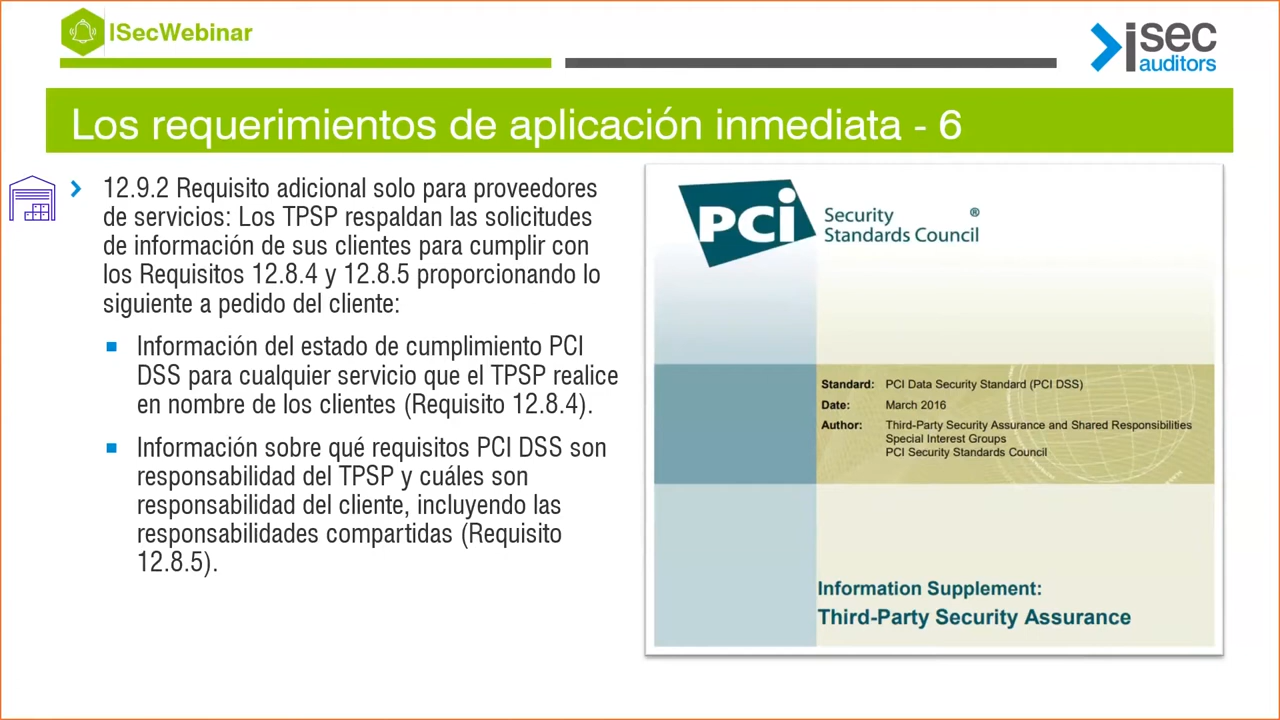 ISecWebinar
isec
auditors
Los requerimientos de aplicación inmediata - 6
12.9.2 Requisito adicional solo para proveedores
de servicios: Los TPSP respaldan las solicitudes
de información de sus clientes para cumplir con
los Requisitos 12.8.4 y 12.8.5 proporcionando lo
siguiente a pedido del cliente:
Información del estado de cumplimiento PCI
DSS para cualquier servicio que el TPSP realice
en nombre de los clientes (Requisito 12.8.4).
Información sobre qué requisitos PCI DSS son
responsabilidad del TPSP y cuáles son
responsabilidad del cliente, incluyendo las
responsabilidades compartidas (Requisito
12.8.5).
PCi
Security ®
Standards Council
Standard: PCI Data Security Standard (PCI DSS)
Date: March 2016
Author: Third-Party Security Assurance and Shared Responsibilities
Special Interest Groups
PCI Security Standards Council
Information Supplement:
Third-Party Security Assurance